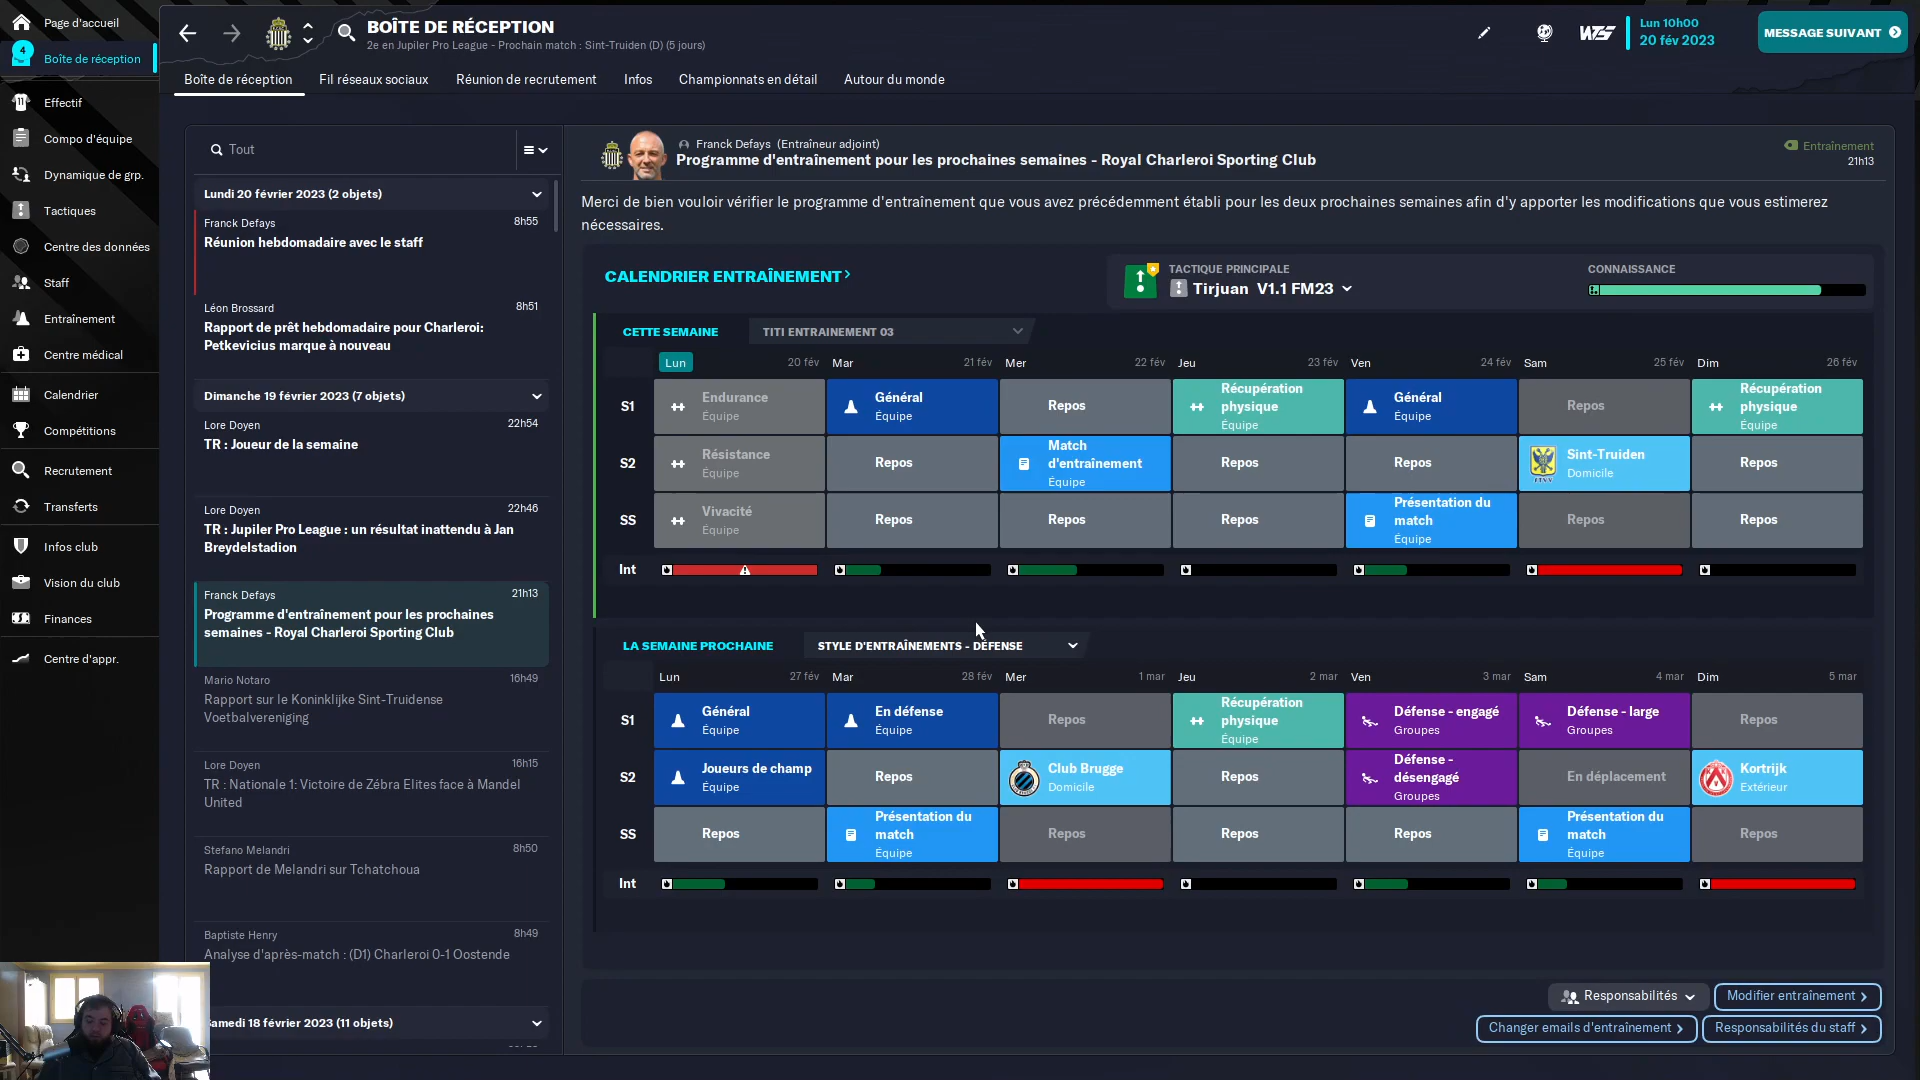 Page d'accueil
4
Boîte de réception
Effectif
Compo d'équipe
Dynamique de grp.
Tactiques
Centre des données
Staff
Entraînement
Centre médical
Calendrier
Compétitions
Recrutement
Transferts
Infos club
Vision du club
Finances
Centre d'appr.
BOÎTE DE RÉCEPTION
2e en Jupiler Pro League - Prochain match : Sint-Truiden (D) (5 jours)
Lun 10h00
20 fév 2023
MESSAGE SUIVANT
Boîte de réception
Fil réseaux sociaux
Réunion de recrutement
Infos
Championnats en détail
Autour du monde
Tout
Lundi 20 février 2023 (2 objets)
Franck Defays 8h55
Réunion hebdomadaire avec le staff
Léon Brossard 8h51
Rapport de prêt hebdomadaire pour Charleroi:
Petkevicius marque à nouveau
Dimanche 19 février 2023 (7 objets)
Lore Doyen 22h54
TR : Joueur de la semaine
Lore Doyen 22h46
TR : Jupiler Pro League : un résultat inattendu à Jan
Breydelstadion
Franck Defays 21h13
Programme d'entraînement pour les prochaines
semaines - Royal Charleroi Sporting Club
Mario Notaro 16h49
Rapport sur le Koninklijke Sint-Truidense
Voetbalvereniging
Lore Doyen 16h15
TR : Nationale 1: Victoire de Zébra Elites face à Mandel
United
Stefano Melandri 8h50
Rapport de Melandri sur Tchatchoua
Baptiste Henry 8h49
Analyse d'après-match : (D1) Charleroi 0-1 Oostende
amedi 18 février 2023 (11 objets)
Franck Defays (Entraîneur adjoint)
Programme d'entraînement pour les prochaines semaines - Royal Charleroi Sporting Club
Entraînement
21h13
Merci de bien vouloir vérifier le programme d'entraînement que vous avez précédemment établi pour les deux prochaines semaines afin d'y apporter les modifications que vous estimerez
nécessaires.
CALENDRIER ENTRAÎNEMENT
TACTIQUE PRINCIPALE
Tirjuan V1.1 FM23
CONNAISSANCE
CETTE SEMAINE
TITI ENTRAINEMENT 03
Lun 20 fév Mar 21 fév Mer 22 fév Jeu 23 fév Ven 24 fév Sam 25 fév Dim 26 fév
S1
Endurance
Équipe
Général
Équipe
Repos
Récupération
physique
Équipe
Général
Équipe
Repos
Récupération
physique
Équipe
S2
Résistance
Équipe
Repos
Match
d'entraînement
Équipe
Repos
Repos
Sint-Truiden
Domicile
Repos
SS
Vivacité
Équipe
Repos
Repos
Repos
Présentation du
match
Équipe
Repos
Repos
Int
LA SEMAINE PROCHAINE
STYLE D'ENTRAÎNEMENTS - DÉFENSE
Lun 27 fév Mar 28 fév Mer 1 mar Jeu 2 mar Ven 3 mar Sam 4 mar Dim 5 mar
S1
Général
Équipe
En défense
Équipe
Repos
Récupération
physique
Équipe
Défense - engagé
Groupes
Défense - large
Groupes
Repos
S2
Joueurs de champ
Équipe
Repos
Club Brugge
Domicile
Repos
Défense -
désengagé
Groupes
En déplacement
Kortrijk
Extérieur
SS
Repos
Présentation du
match
Équipe
Repos
Repos
Repos
Présentation du
match
Équipe
Repos
Int
Responsabilités
Modifier entraînement
Changer emails d'entraînement
Responsabilités du staff